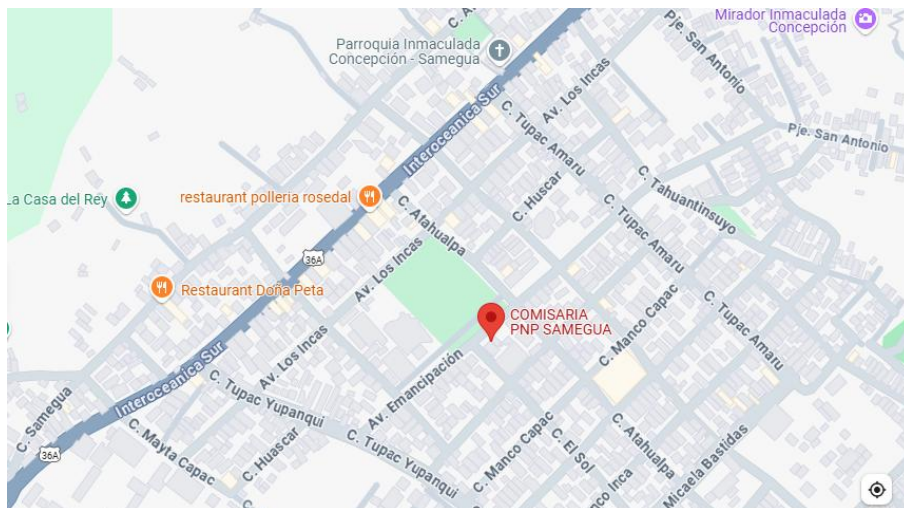 Mirador Inmaculada
Concepción
C. A
Parroquia Inmaculada
Concepción - Samegua
Pje. San Antonio
Av. Los Incas
Interoceanica Sur
C. Tupac Amaru
Pje. San Antonio
La Casa del Rey
restaurant polleria rosedal
C. Tahuantinsuyo
C. Atahualpa
C. Huscar
C. Tupac Amaru
36A
Av. Los Incas
Restaurant Doña Peta
COMISARIA
PNP SAMEGUA
C. Manco Capac
C. Tupac Amaru
Av. Los Incas
Interoceanica Sur
Av. Emancipación
C. Tupac Yupanqui
C. Samegua
C. Mayta Capac
C. Huascar
C. Tupac Yupanqui
C. Manco Capac
C. El Sol
C. Atahualpa
Micaela Bastidas
36A
nco Inca